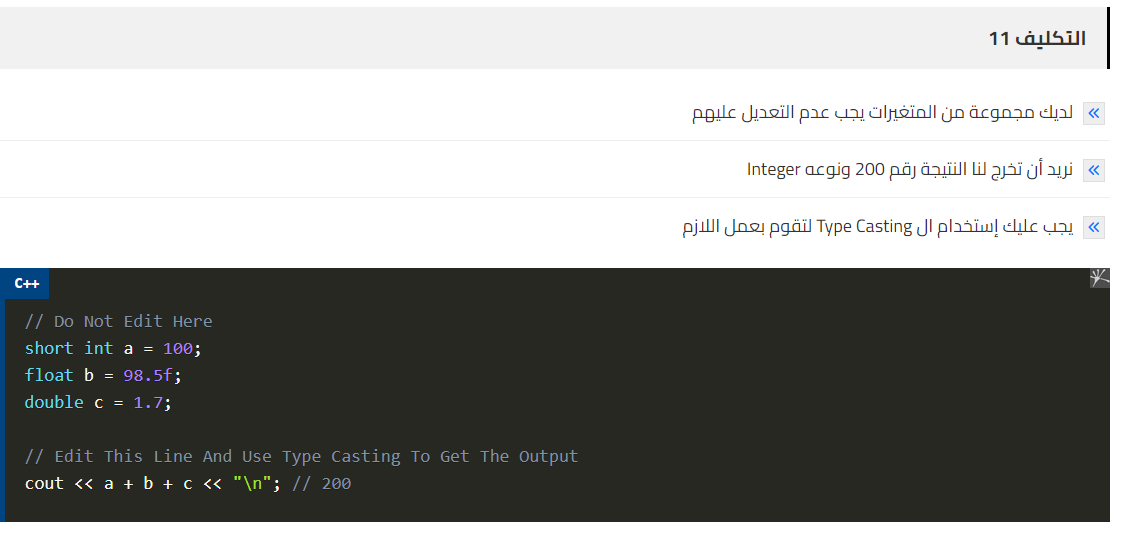 التكليف 11
لديك مجموعة من المتغيرات يجب عدم التعديل عليهم
نريد أن تخرج لنا النتيجة رقم 200 ونوعه Integer
يجب عليك إستخدام ال Type Casting لتقوم بعمل اللازم
C++
// Do Not Edit Here
short int a = 100;
float b = 98.5f;
double c = 1.7;
// Edit This Line And Use Type Casting To Get The Output
cout << a + b + c << "\n"; // 200